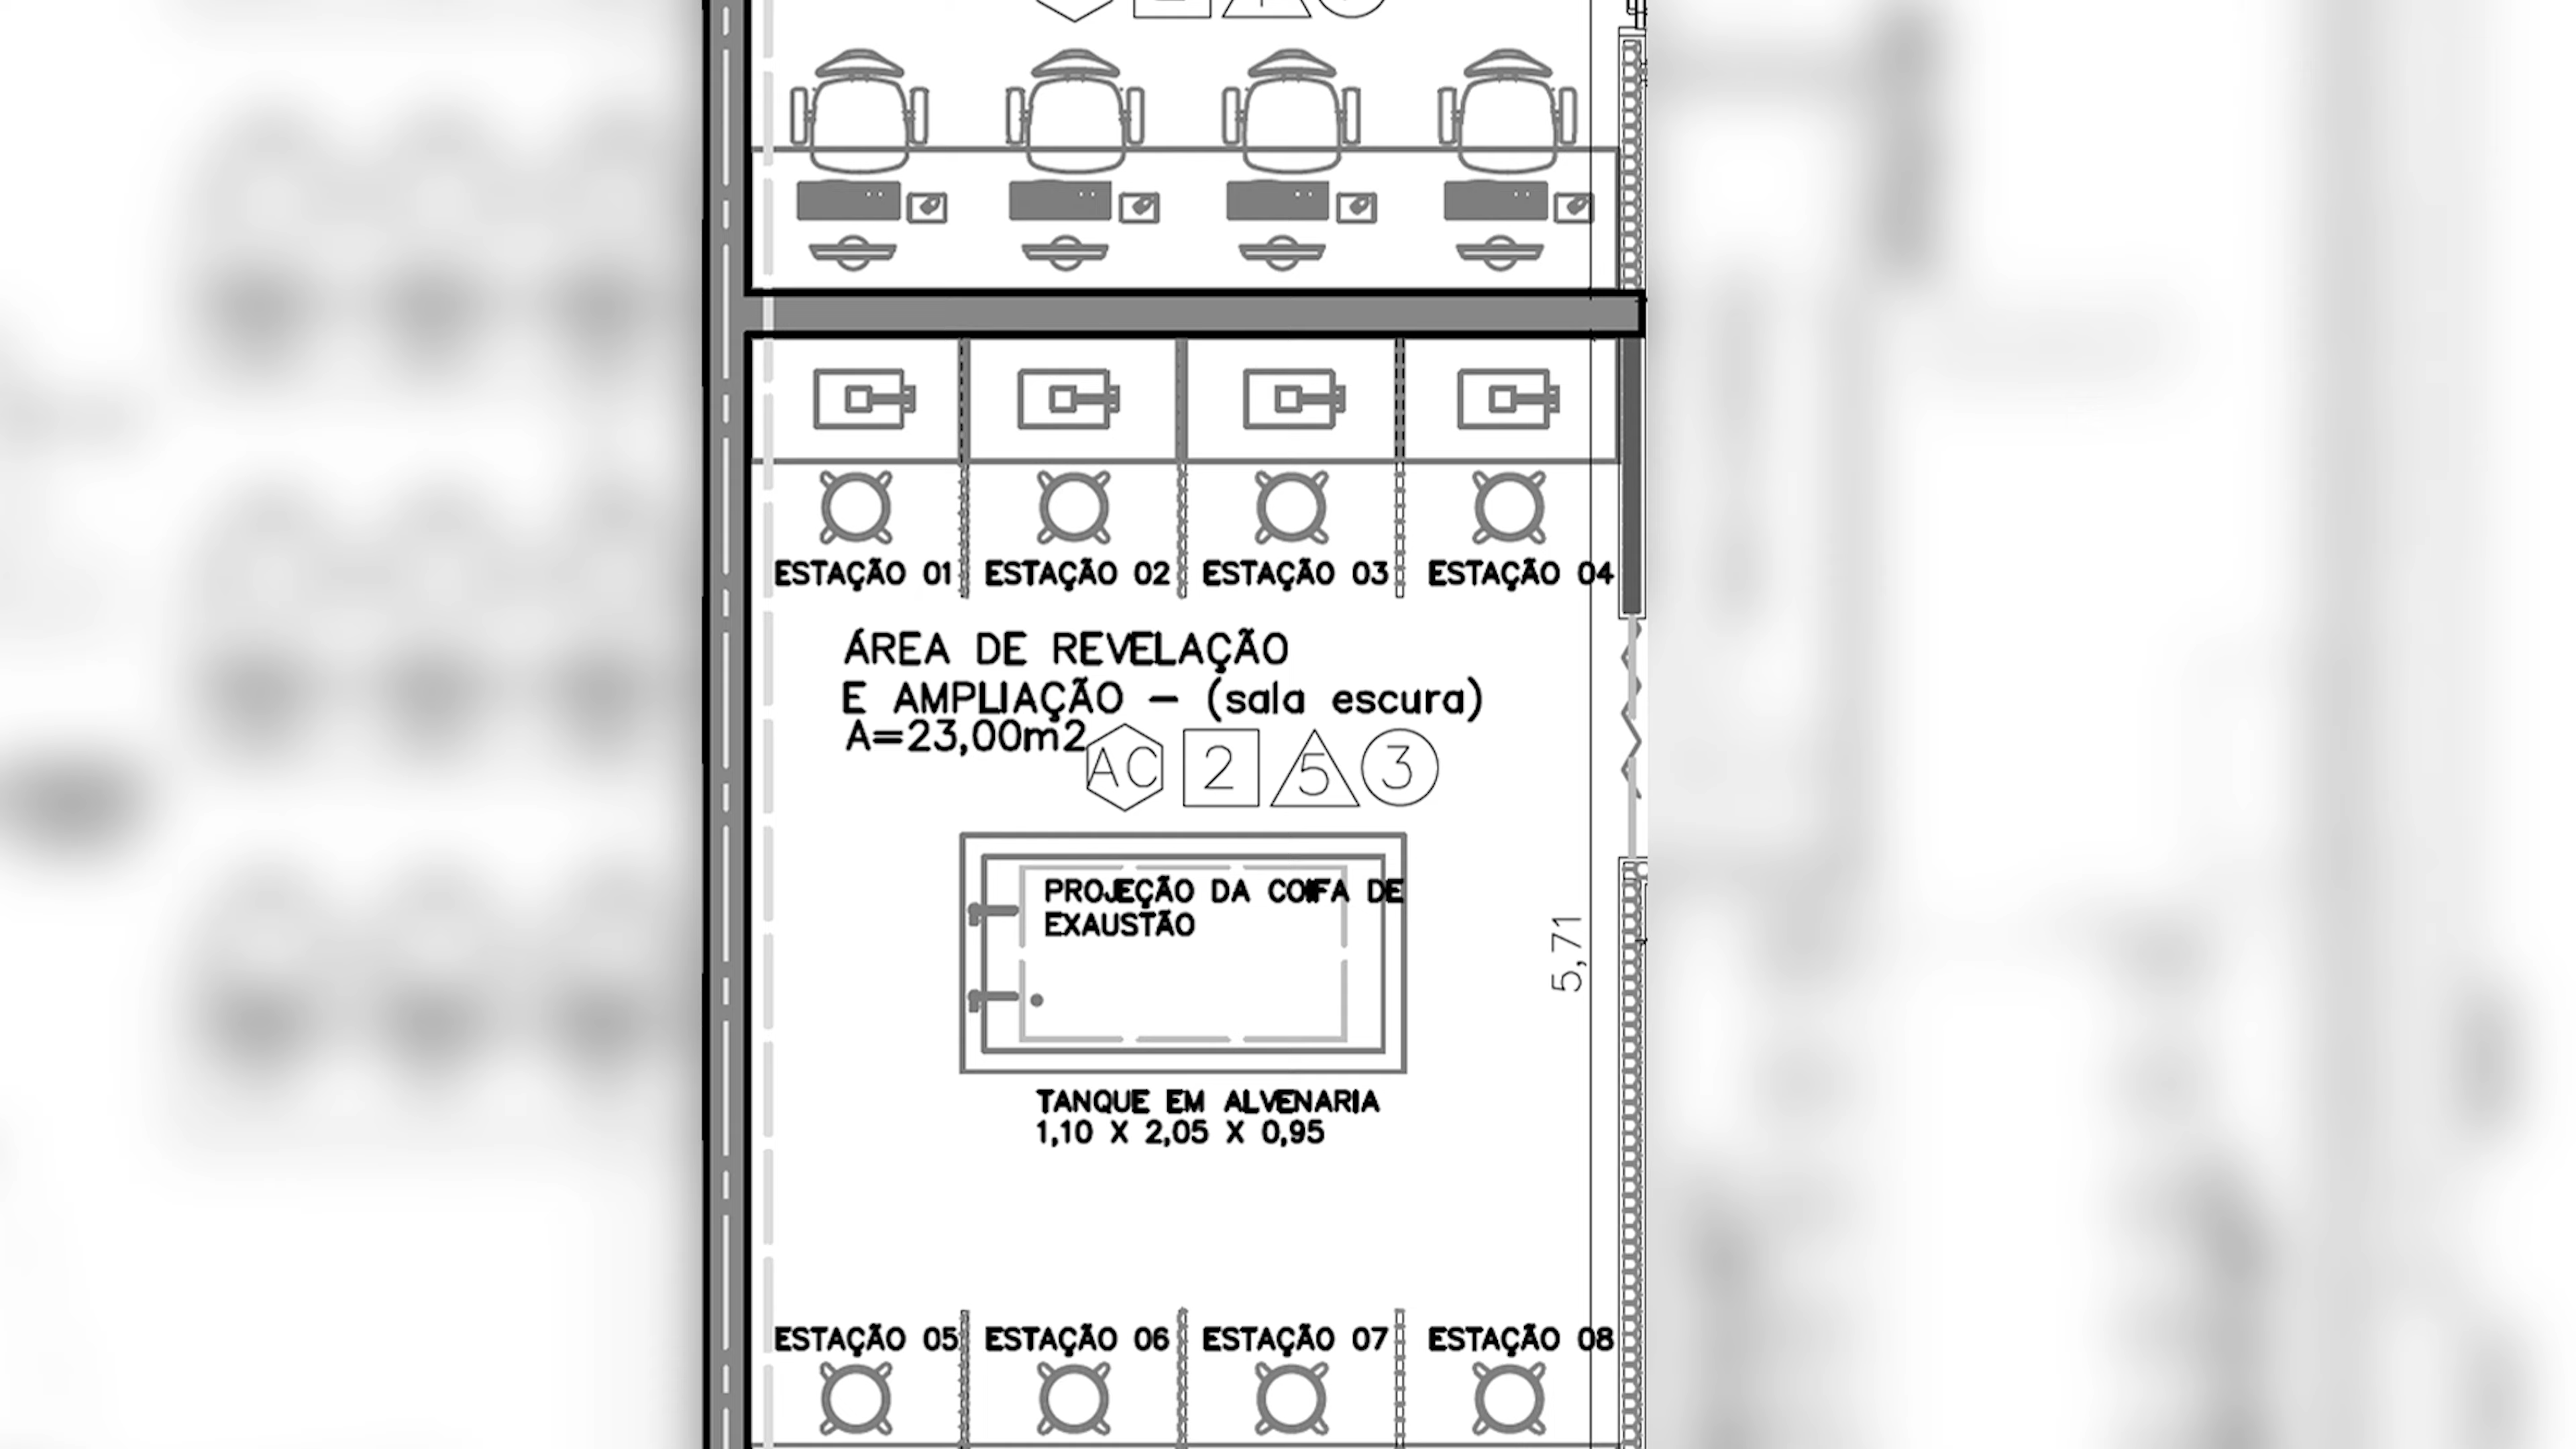 ESTAÇÃO 01 ESTAÇÃO 02 ESTAÇÃO 03 ESTAÇÃO 04
ÁREA DE REVELAÇÃO
E AMPLIAÇÃO - (sala escura)
A=23,00m2
AC 2 5 3
PROJEÇÃO DA COIFA DE
EXAUSTÃO
5,71
TANQUE EM ALVENARIA
1,10 X 2,05 X 0,95
ESTAÇÃO 05 ESTAÇÃO 06 ESTAÇÃO 07 ESTAÇÃO 08